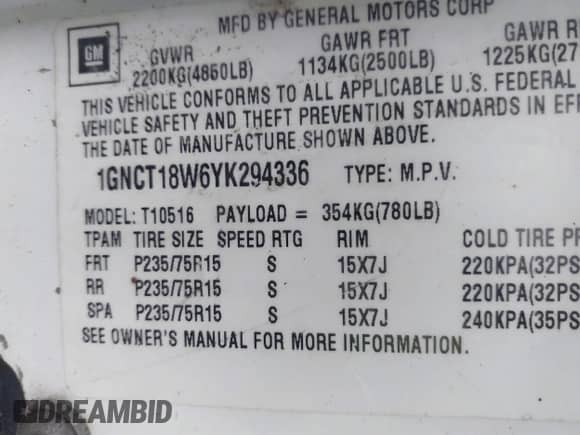 MFD BY GENERAL MOTORS CORP
GM
GVWR GAWR FRT GAWR R
2200KG(4850LB) 1134KG(2500LB) 1225KG(27
THIS VEHICLE CONFORMS TO ALL APPLICABLE U.S. FEDERAL
VEHICLE SAFETY AND THEFT PREVENTION STANDARDS IN EFF
THE DATE OF MANUFACTURE SHOWN ABOVE.
1GNCT18W6YK294336 TYPE: M.P.V.
MODEL: T10516 PAYLOAD = 354KG(780LB)
TPAM TIRE SIZE SPEED RTG RIM COLD TIRE PR
FRT P235/75R15 S 15X7J 220KPA(32PS
RR P235/75R15 S 15X7J 220KPA(32PS
SPA P235/75R15 S 15X7J 240KPA(35PS
SEE OWNER'S MANUAL FOR MORE INFORMATION.
DREAMBID